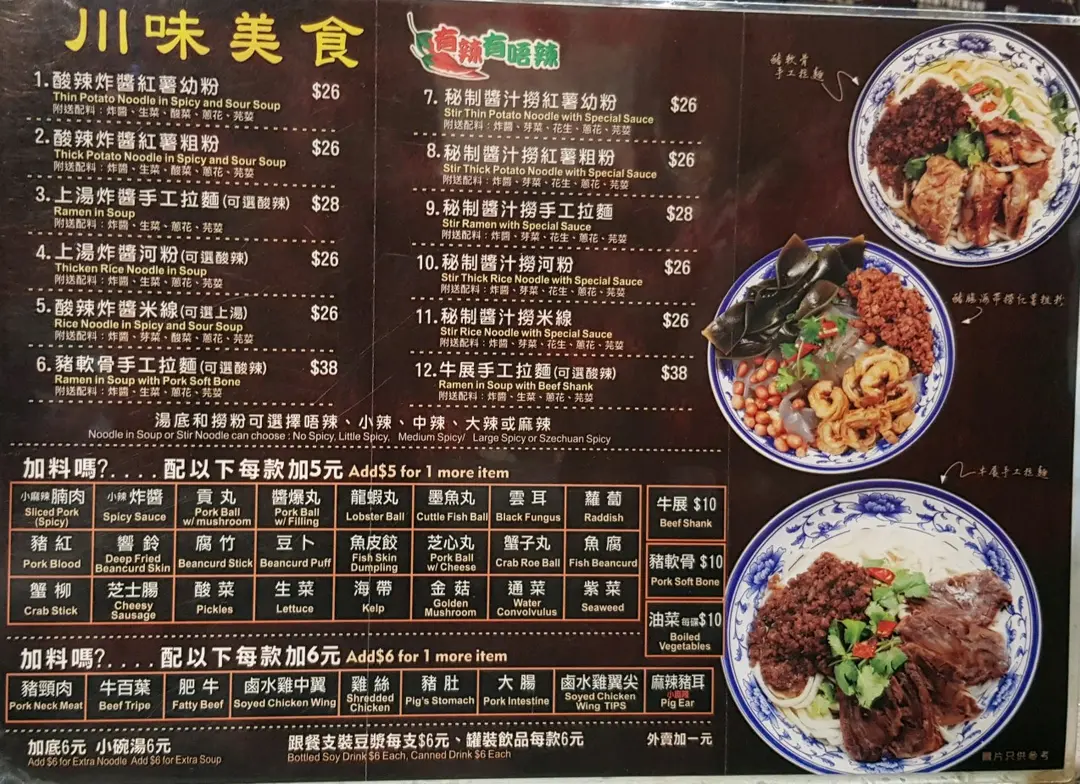 川味美食
有辣有唔辣
1. 酸辣炸醬紅薯幼粉 $26
Thin Potato Noodle in Spicy and Sour Soup
附送配料：炸醬、生菜、酸菜、蔥花、芫荽
2. 酸辣炸醬紅薯粗粉 $26
Thick Potato Noodle in Spicy and Sour Soup
附送配料：炸醬、生菜、酸菜、蔥花、芫荽
3. 上湯炸醬手工拉麵(可選酸辣) $28
Ramen in Soup
附送配料：炸醬、生菜、蔥花、芫荽
4. 上湯炸醬河粉(可選酸辣) $26
Thicken Rice Noodle in Soup
附送配料：炸醬、生菜、蔥花、芫荽
5. 酸辣炸醬米線(可選上湯) $26
Rice Noodle in Spicy and Sour Soup
附送配料：炸醬、芽菜、酸菜、蔥花、芫荽
6. 豬軟骨手工拉麵(可選酸辣) $38
Ramen in Soup with Pork Soft Bone
附送配料：炸醬、生菜、蔥花、芫荽
7. 秘制醬汁撈紅薯幼粉 $26
Stir Thin Potato Noodle with Special Sauce
附送配料：炸醬、芽菜、花生、蔥花、芫荽
8. 秘制醬汁撈紅薯粗粉 $26
Stir Thick Potato Noodle with Special Sauce
附送配料：炸醬、芽菜、花生、蔥花、芫荽
9. 秘制醬汁撈手工拉麵 $28
Stir Ramen with Special Sauce
附送配料：炸醬、芽菜、花生、蔥花、芫荽
10. 秘制醬汁撈河粉 $26
Stir Thick Rice Noodle with Special Sauce
附送配料：炸醬、芽菜、花生、蔥花、芫荽
11. 秘制醬汁撈米線 $26
Stir Rice Noodle with Special Sauce
附送配料：炸醬、芽菜、花生、蔥花、芫荽
12. 牛展手工拉麵(可選酸辣) $38
Ramen in Soup with Beef Shank
附送配料：炸醬、生菜、蔥花、芫荽
湯底和撈粉可選擇唔辣、小辣、中辣、大辣或麻辣
Noodle in Soup or Stir Noodle can choose : No Spicy, Little Spicy, Medium Spicy/ Large Spicy or Szechuan Spicy
加料嗎?....配以下每款加5元 Add$5 for 1 more item
小麻辣 腩肉 小辣 炸醬 貢丸 醬爆丸 龍蝦丸 墨魚丸 雲耳 蘿蔔
Sliced Pork (Spicy) Spicy Sauce Pork Ball w/mushroom Pork Ball w/Filling Lobster Ball Cuttle Fish Ball Black Fungus Raddish
豬紅 響鈴 腐竹 豆卜 魚皮餃 芝心丸 蟹子丸 魚腐
Pork Blood Deep Fried Beancurd Skin Beancurd Stick Beancurd Puff Fish Skin Dumpling Pork Ball w/Cheese Crab Roe Ball Fish Beancurd
蟹柳 芝士腸 酸菜 生菜 海帶 金菇 通菜 紫菜
Crab Stick Cheesy Sausage Pickles Lettuce Kelp Golden Mushroom Water Convolvulus Seaweed
牛展 $10
Beef Shank
豬軟骨 $10
Pork Soft Bone
油菜 每碟 $10
Boiled Vegetables
加料嗎?....配以下每款加6元 Add$6 for 1 more item
豬頸肉 牛百葉 肥牛 鹵水雞中翼 雞絲 豬肚 大腸 鹵水雞翼尖 麻辣豬耳 小麻辣
Pork Neck Meat Beef Tripe Fatty Beef Soyed Chicken Wing Shredded Chicken Pig's Stomach Pork Intestine Soyed Chicken Wing TIPS Pig Ear
加底6元 小碗湯6元
Add $6 for Extra Noodle Add $6 for Extra Soup
跟餐支裝豆漿每支$6元、罐裝飲品每款6元
Bottled Soy Drink $6 Each, Canned Drink $6 Each
外賣加一元
豬軟骨
手工拉麵
牛展手工拉麵
圖片只供參考